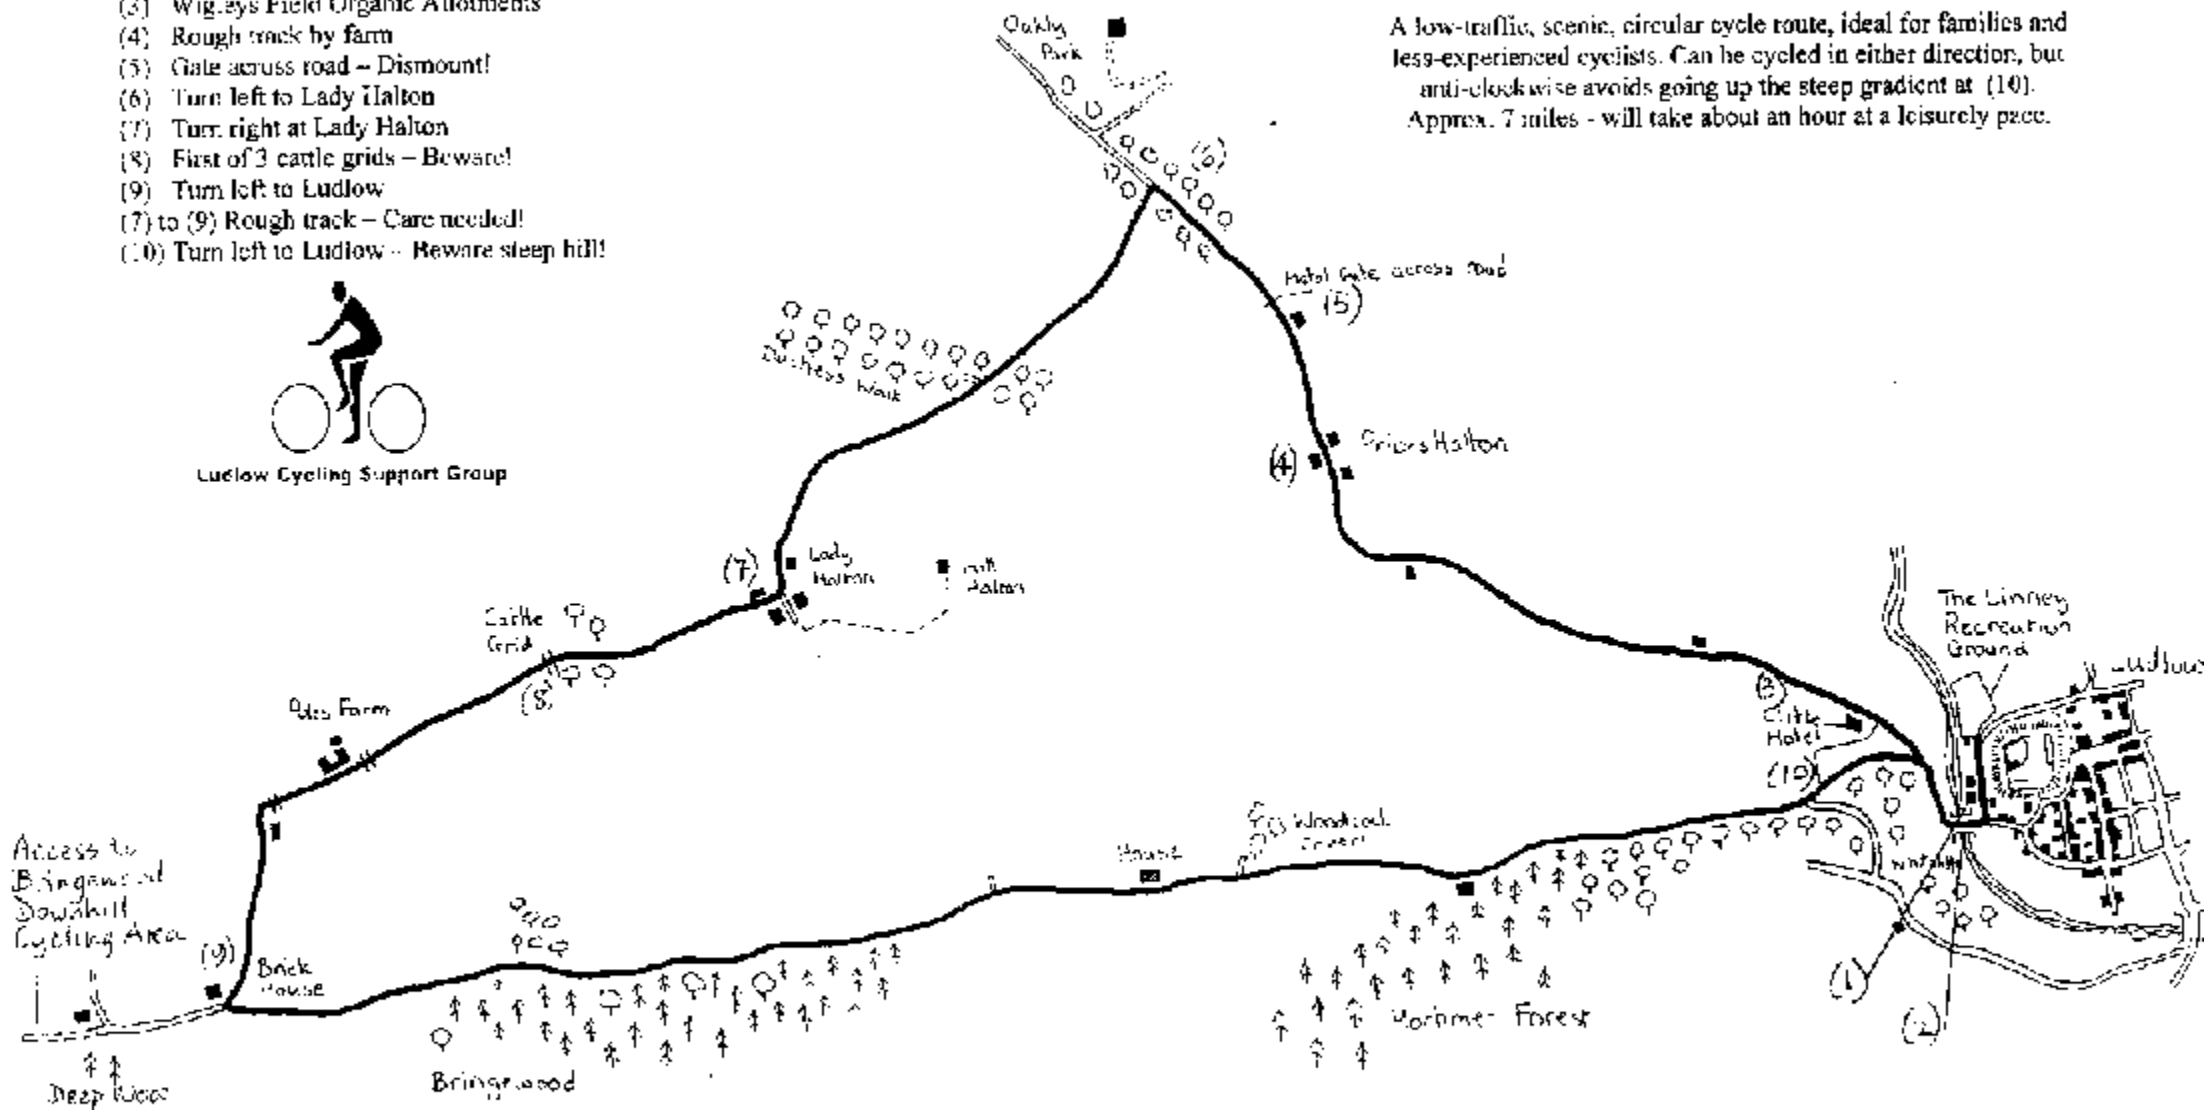 (3) Wigleys Field Organic Allotments
(4) Rough track by farm
(5) Gate across road – Dismount!
(6) Turn left to Lady Halton
(7) Turn right at Lady Halton
(8) First of 3 cattle grids – Beware!
(9) Turn left to Ludlow
(7) to (9) Rough track – Care needed!
(10) Turn left to Ludlow – Beware steep hill!
Ludlow Cycling Support Group
A low-traffic, scenic, circular cycle route, ideal for families and
less-experienced cyclists. Can be cycled in either direction, but
anti-clockwise avoids going up the steep gradient at (10).
Approx. 7 miles - will take about an hour at a leisurely pace.
Oakly
Park
(6)
Metal Gate across road
(5)
Duchess Walk
(4)
Priors Halton
(7)
Lady
Halton
Hill
Halton
Cattle
Grid
(8)
Farm
The Linney
Recreation
Ground
Ludlow
(3)
Cliffe
Hotel
(10)
Access to
Bringewood
Downhill
Cycling Area
(9)
Brick
House
House
Woodcock
Covert
(1)
(2)
Mortimer Forest
Bringewood
Deep Wood